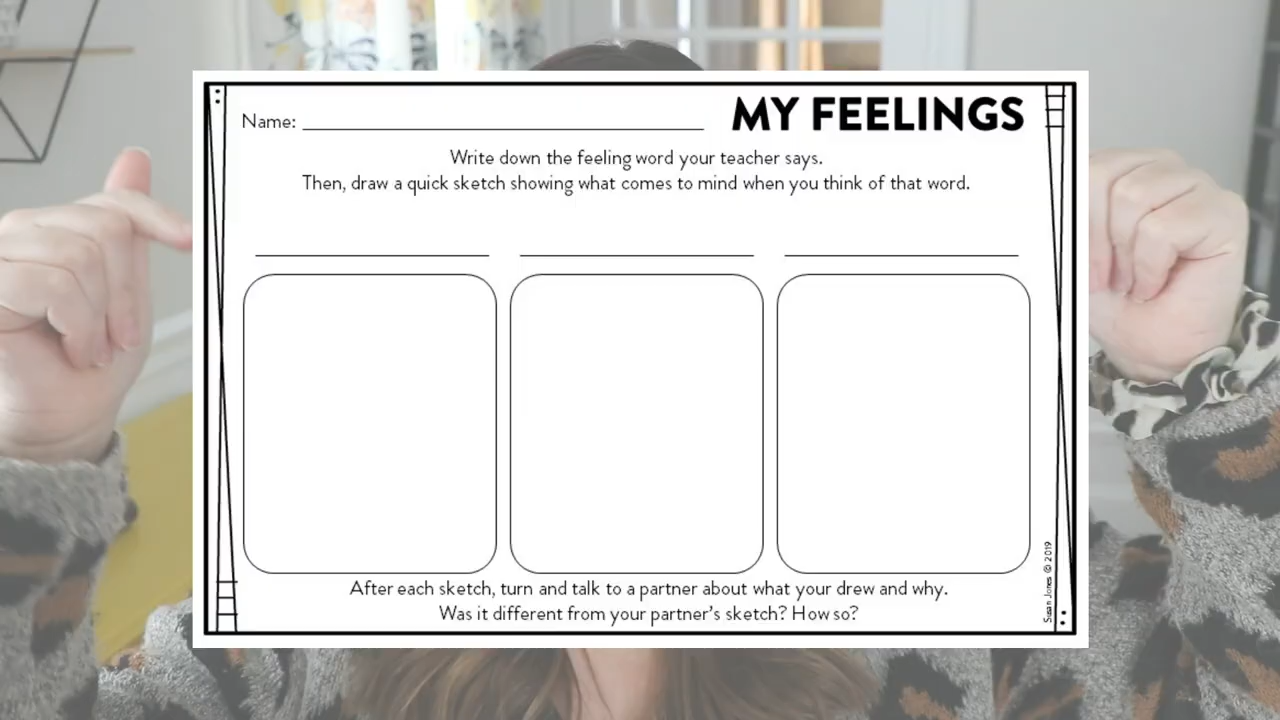 Name:
MY FEELINGS
Write down the feeling word your teacher says.
Then, draw a quick sketch showing what comes to mind when you think of that word.
After each sketch, turn and talk to a partner about what your drew and why.
Was it different from your partner's sketch? How so?
Susan Jones © 2019